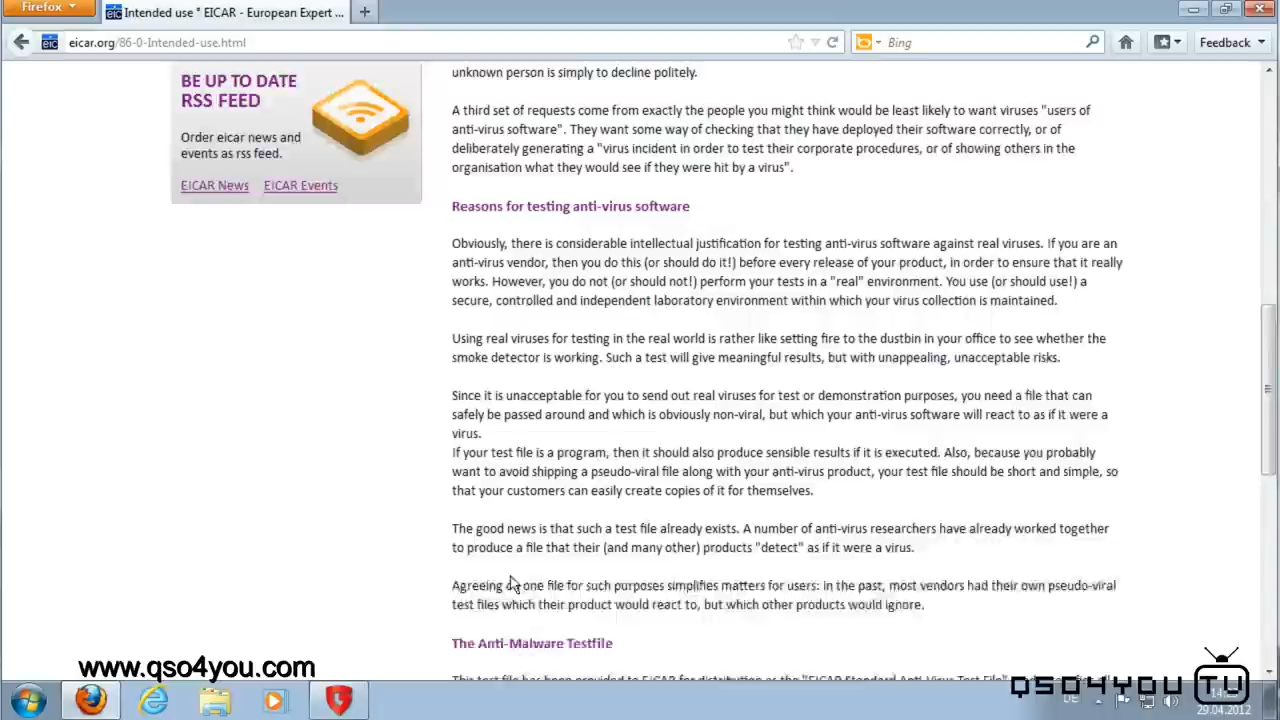 Firefox
Intended use ° EICAR - European Expert ...
eicar.org/86-0-Intended-use.html
Bing
Feedback
BE UP TO DATE
RSS FEED
Order eicar news and
events as rss feed.
EICAR News EICAR Events
unknown person is simply to decline politely.
A third set of requests come from exactly the people you might think would be least likely to want viruses "users of
anti-virus software". They want some way of checking that they have deployed their software correctly, or of
deliberately generating a "virus incident in order to test their corporate procedures, or of showing others in the
organisation what they would see if they were hit by a virus".
Reasons for testing anti-virus software
Obviously, there is considerable intellectual justification for testing anti-virus software against real viruses. If you are an
anti-virus vendor, then you do this (or should do it!) before every release of your product, in order to ensure that it really
works. However, you do not (or should not!) perform your tests in a "real" environment. You use (or should use!) a
secure, controlled and independent laboratory environment within which your virus collection is maintained.
Using real viruses for testing in the real world is rather like setting fire to the dustbin in your office to see whether the
smoke detector is working. Such a test will give meaningful results, but with unappealing, unacceptable risks.
Since it is unacceptable for you to send out real viruses for test or demonstration purposes, you need a file that can
safely be passed around and which is obviously non-viral, but which your anti-virus software will react to as if it were a
virus.
If your test file is a program, then it should also produce sensible results if it is executed. Also, because you probably
want to avoid shipping a pseudo-viral file along with your anti-virus product, your test file should be short and simple, so
that your customers can easily create copies of it for themselves.
The good news is that such a test file already exists. A number of anti-virus researchers have already worked together
to produce a file that their (and many other) products "detect" as if it were a virus.
Agreeing on one file for such purposes simplifies matters for users: in the past, most vendors had their own pseudo-viral
test files which their product would react to, but which other products would ignore.
The Anti-Malware Testfile
This test file has been provided to EICAR for distribution as the "EICAR Standard Anti-Virus Test File"
www.qso4you.com
QSO4YOU TV
DE
29.04.2012